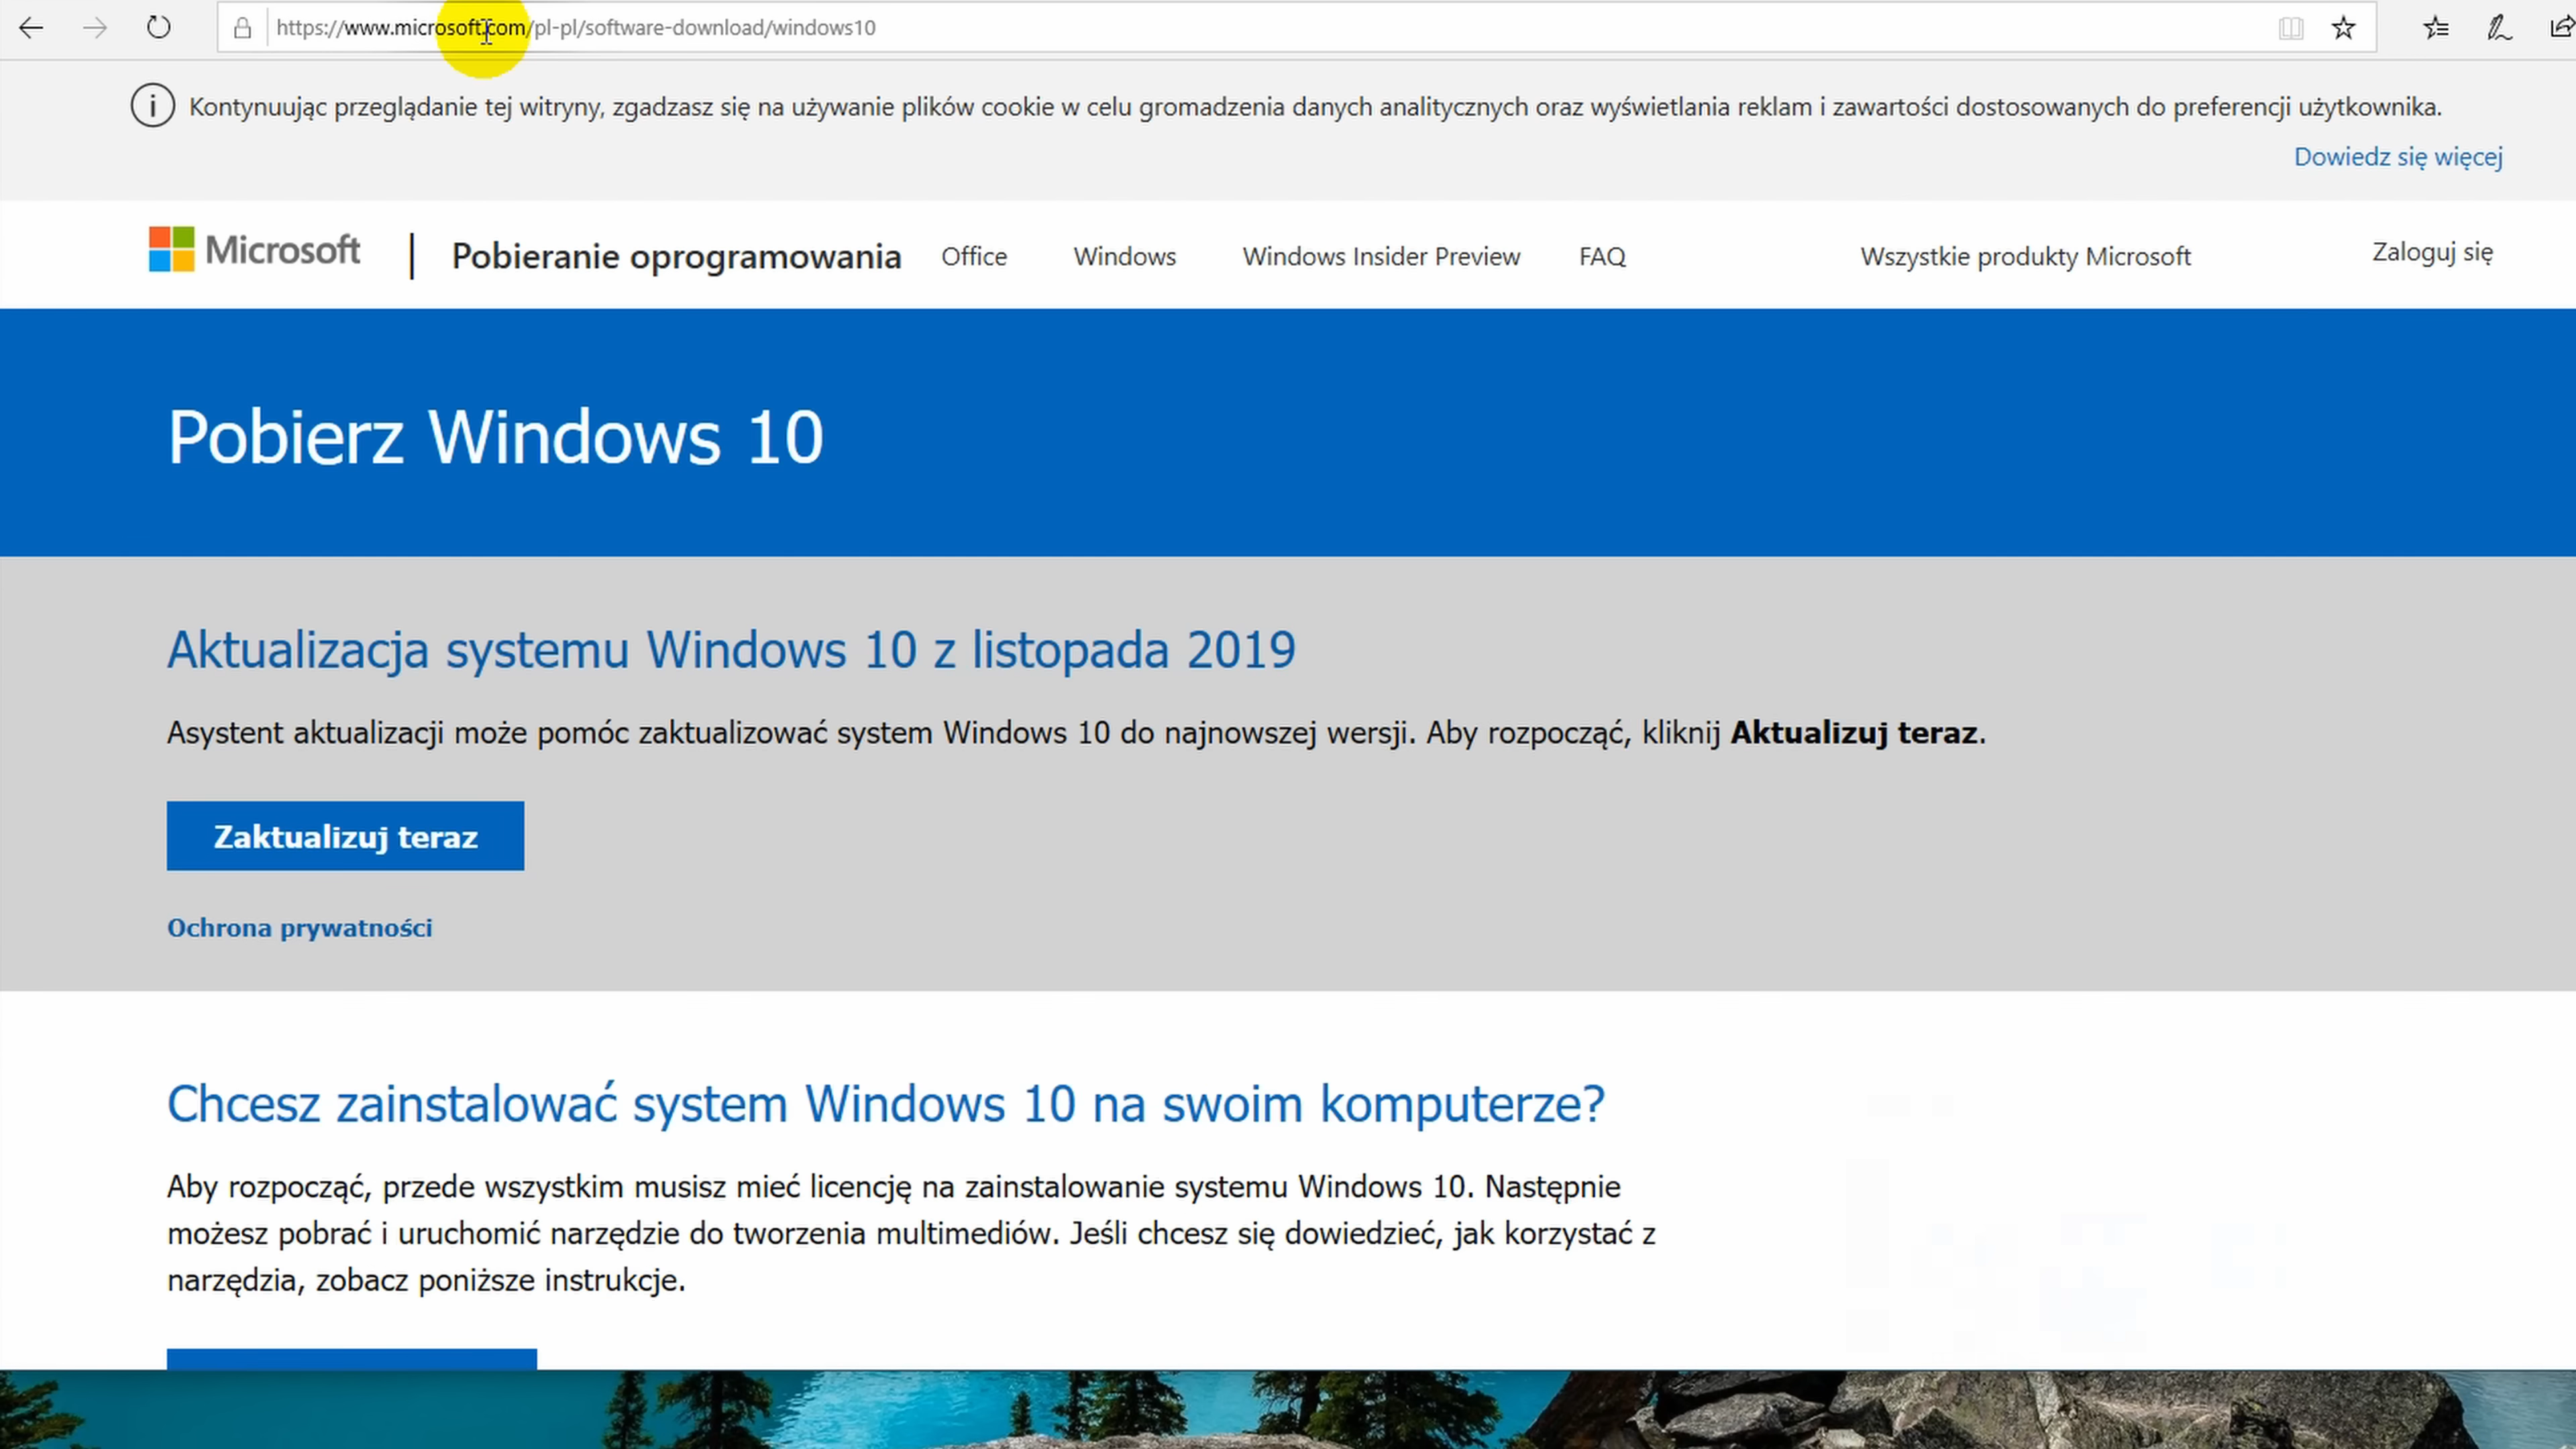 https://www.microsoft.com/pl-pl/software-download/windows10
Kontynuując przeglądanie tej witryny, zgadzasz się na używanie plików cookie w celu gromadzenia danych analitycznych oraz wyświetlania reklam i zawartości dostosowanych do preferencji użytkownika.
Dowiedz się więcej
Microsoft | Pobieranie oprogramowania Office Windows Windows Insider Preview FAQ Wszystkie produkty Microsoft Zaloguj się
Pobierz Windows 10
Aktualizacja systemu Windows 10 z listopada 2019
Asystent aktualizacji może pomóc zaktualizować system Windows 10 do najnowszej wersji. Aby rozpocząć, kliknij Aktualizuj teraz.
Zaktualizuj teraz
Ochrona prywatności
Chcesz zainstalować system Windows 10 na swoim komputerze?
Aby rozpocząć, przede wszystkim musisz mieć licencję na zainstalowanie systemu Windows 10. Następnie
możesz pobrać i uruchomić narzędzie do tworzenia multimediów. Jeśli chcesz się dowiedzieć, jak korzystać z
narzędzia, zobacz poniższe instrukcje.